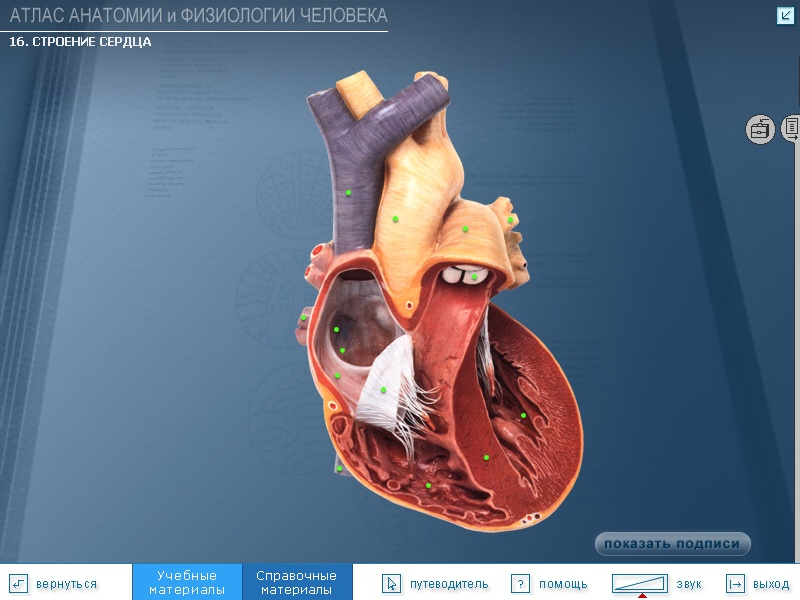 АТЛАС АНАТОМИИ и ФИЗИОЛОГИИ ЧЕЛОВЕКА
16. СТРОЕНИЕ СЕРДЦА
показать подписи
вернуться
Учебные
материалы
Справочные
материалы
путеводитель
?
помощь
звук
выход